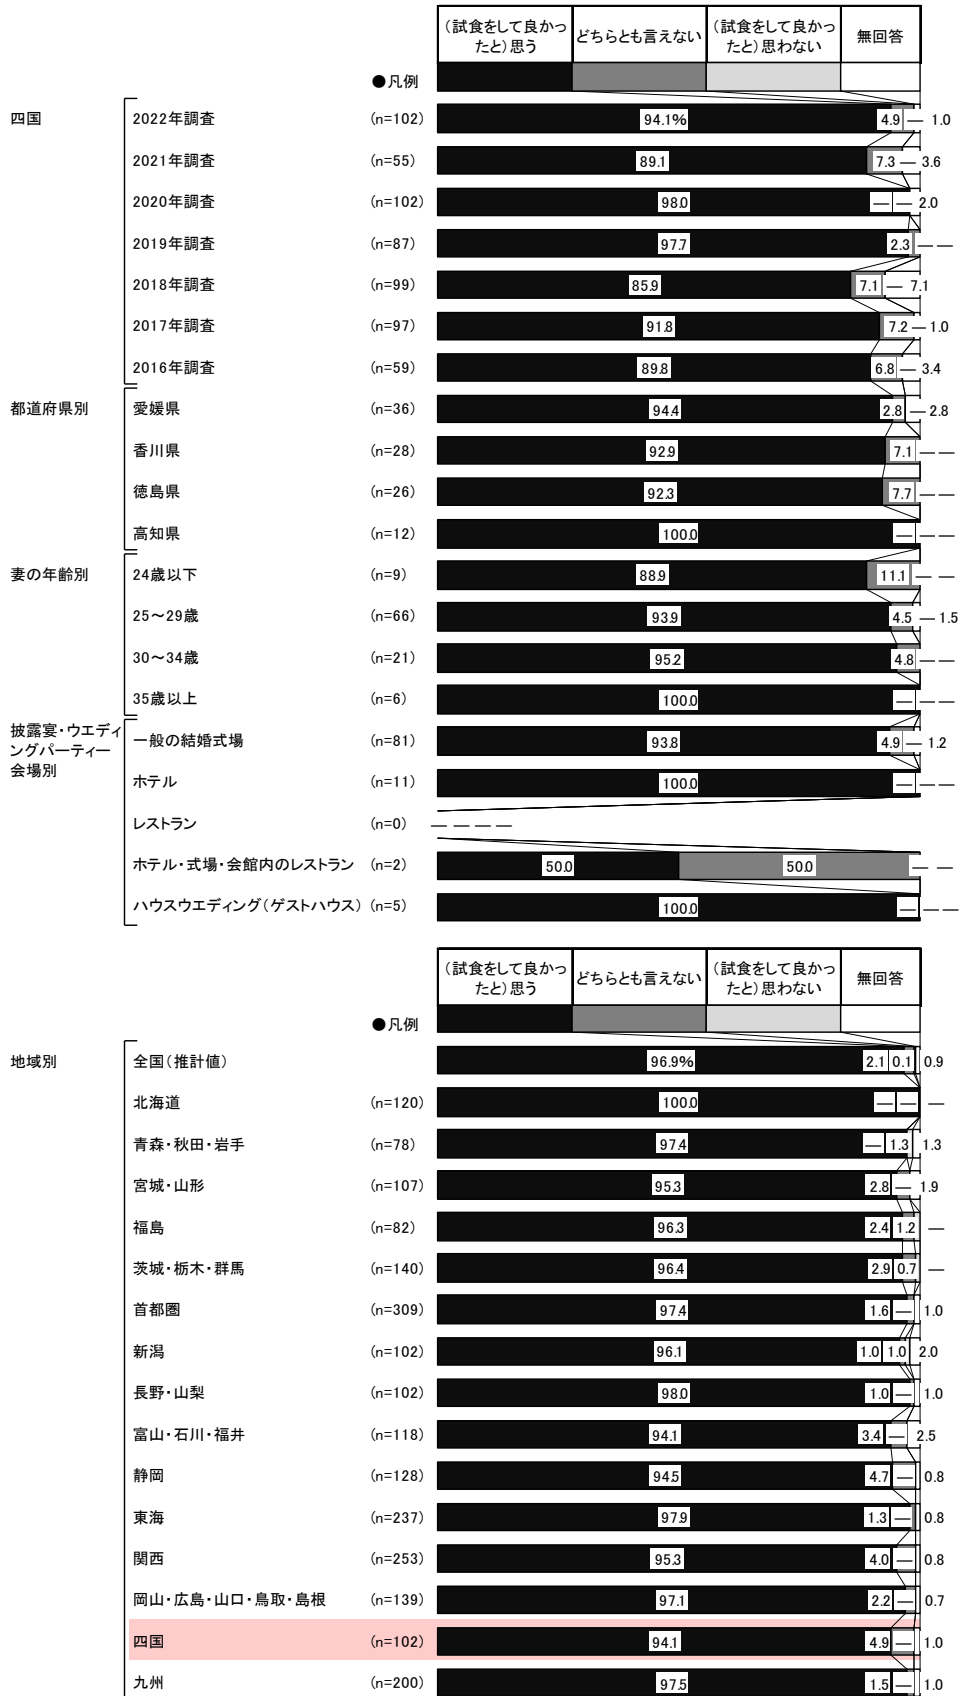 (試食をして良かっ
たと)思う
どちらとも言えない
(試食をして良かっ
たと)思わない
無回答
●凡例
四国
2022年調査 (n=102) 94.1% 4.9 — 1.0
2021年調査 (n=55) 89.1 7.3 — 3.6
2020年調査 (n=102) 98.0 — — 2.0
2019年調査 (n=87) 97.7 2.3 — —
2018年調査 (n=99) 85.9 7.1 — 7.1
2017年調査 (n=97) 91.8 7.2 — 1.0
2016年調査 (n=59) 89.8 6.8 — 3.4
都道府県別
愛媛県 (n=36) 94.4 2.8 — 2.8
香川県 (n=28) 92.9 7.1 — —
徳島県 (n=26) 92.3 7.7 — —
高知県 (n=12) 100.0 — — —
妻の年齢別
24歳以下 (n=9) 88.9 11.1 — —
25~29歳 (n=66) 93.9 4.5 — 1.5
30~34歳 (n=21) 95.2 4.8 — —
35歳以上 (n=6) 100.0 — — —
披露宴・ウエディ
ングパーティー
会場別
一般の結婚式場 (n=81) 93.8 4.9 — 1.2
ホテル (n=11) 100.0 — — —
レストラン (n=0) — — — —
ホテル・式場・会館内のレストラン (n=2) 50.0 50.0 — —
ハウスウエディング(ゲストハウス) (n=5) 100.0 — — —
(試食をして良かっ
たと)思う
どちらとも言えない
(試食をして良かっ
たと)思わない
無回答
●凡例
地域別
全国(推計値) 96.9% 2.1 0.1 0.9
北海道 (n=120) 100.0 — — —
青森・秋田・岩手 (n=78) 97.4 — 1.3 1.3
宮城・山形 (n=107) 95.3 2.8 — 1.9
福島 (n=82) 96.3 2.4 1.2 —
茨城・栃木・群馬 (n=140) 96.4 2.9 0.7 —
首都圏 (n=309) 97.4 1.6 — 1.0
新潟 (n=102) 96.1 1.0 1.0 2.0
長野・山梨 (n=102) 98.0 1.0 — 1.0
富山・石川・福井 (n=118) 94.1 3.4 — 2.5
静岡 (n=128) 94.5 4.7 — 0.8
東海 (n=237) 97.9 1.3 — 0.8
関西 (n=253) 95.3 4.0 — 0.8
岡山・広島・山口・鳥取・島根 (n=139) 97.1 2.2 — 0.7
四国 (n=102) 94.1 4.9 — 1.0
九州 (n=200) 97.5 1.5 — 1.0